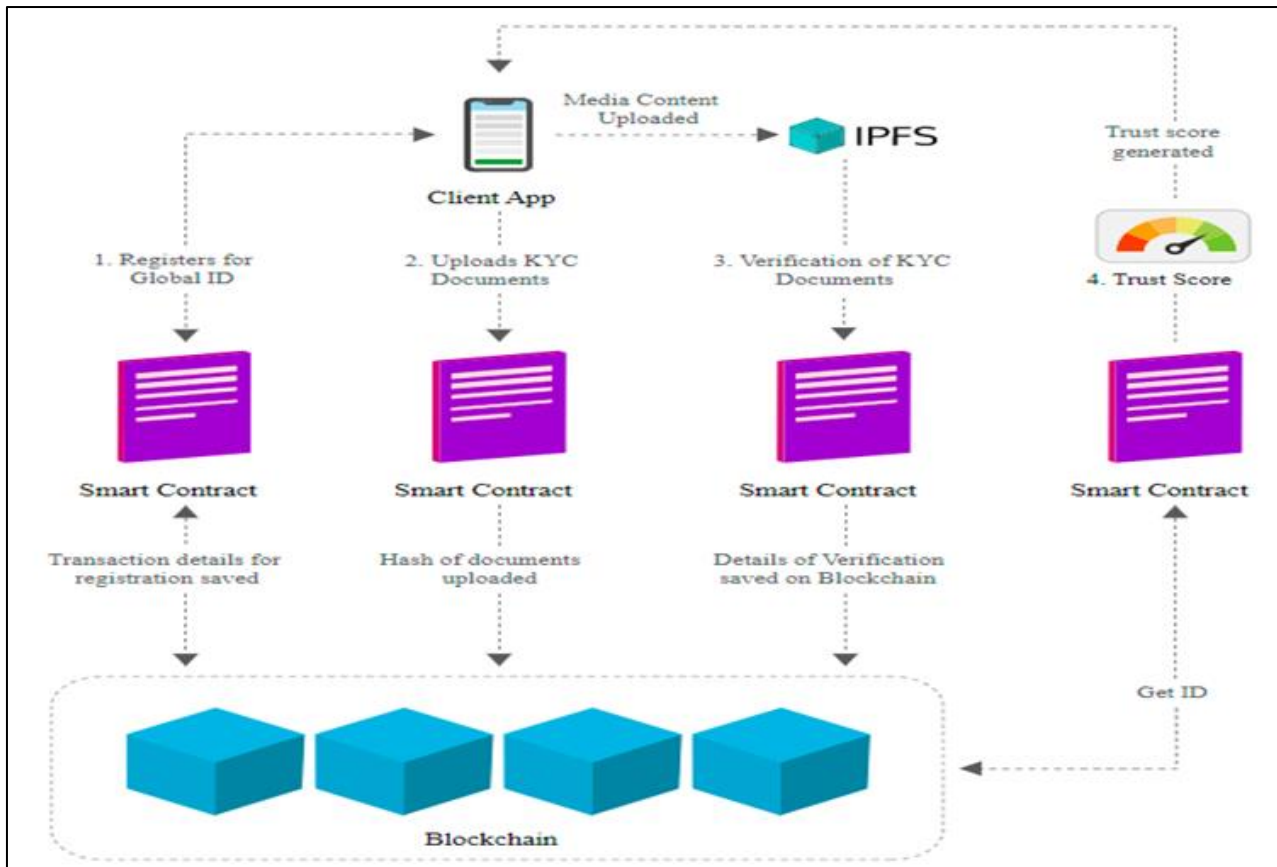 Media Content
Uploaded
IPFS
Trust score
generated
Client App
1. Registers for
Global ID
2. Uploads KYC
Documents
3. Verification of KYC
Documents
4. Trust Score
Smart Contract
Smart Contract
Smart Contract
Smart Contract
Transaction details for
registration saved
Hash of documents
uploaded
Details of Verification
saved on Blockchain
Get ID
Blockchain